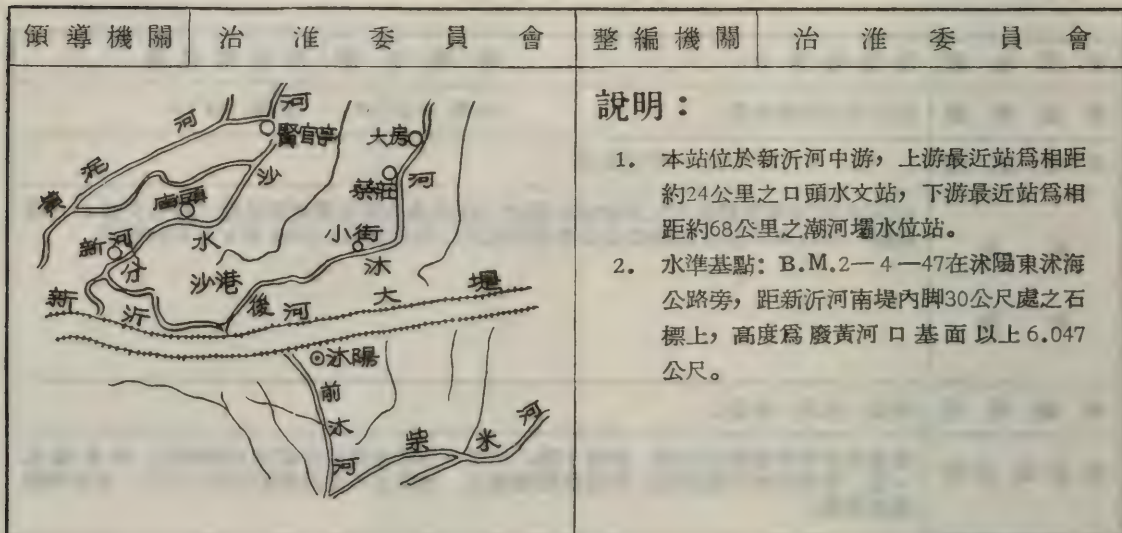 領導機關 治淮委員會 整編機關 治淮委員會
說明：
1. 本站位於新沂河中游，上游最近站爲相距
約24公里之口頭水文站，下游最近站爲相
距約68公里之潮河壩水位站。
2. 水準基點：B.M.2—4—47在沭陽東沭海
公路旁，距新沂河南堤內脚30公尺處之石
標上，高度爲廢黃河口基面以上6.047
公尺。
黃泥河
河
賢官亭
大房
蔡莊
廟頭
沙
河
新河
水
小街
沙港
沭
分
後
新沂河大堤
沭陽
前沭河
柴米河